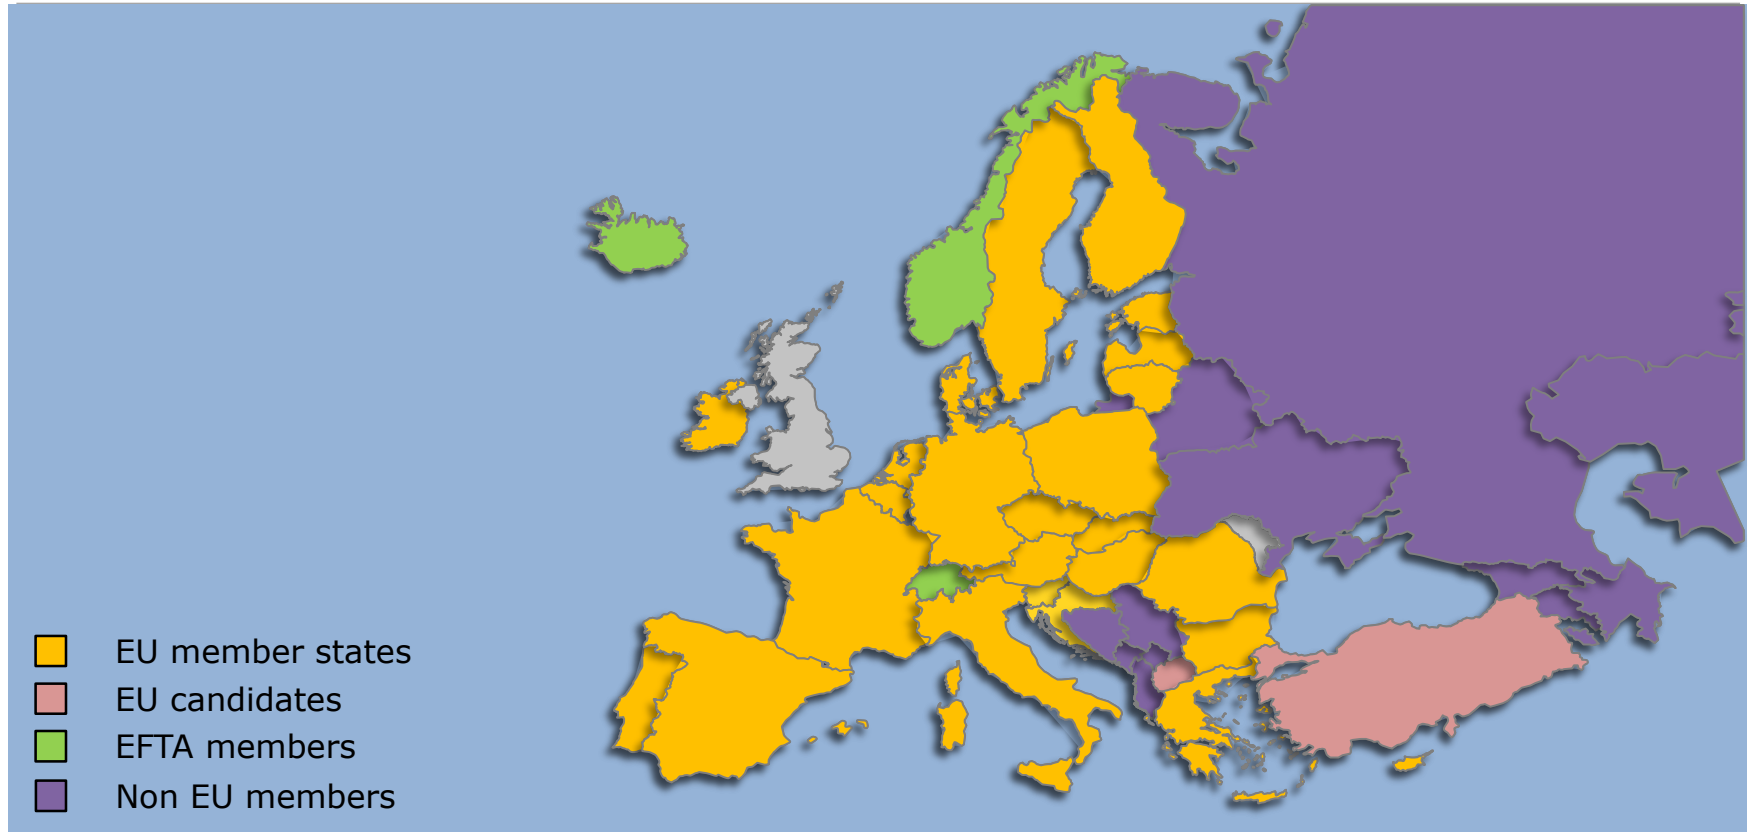 EU member states
EU candidates
EFTA members
Non EU members